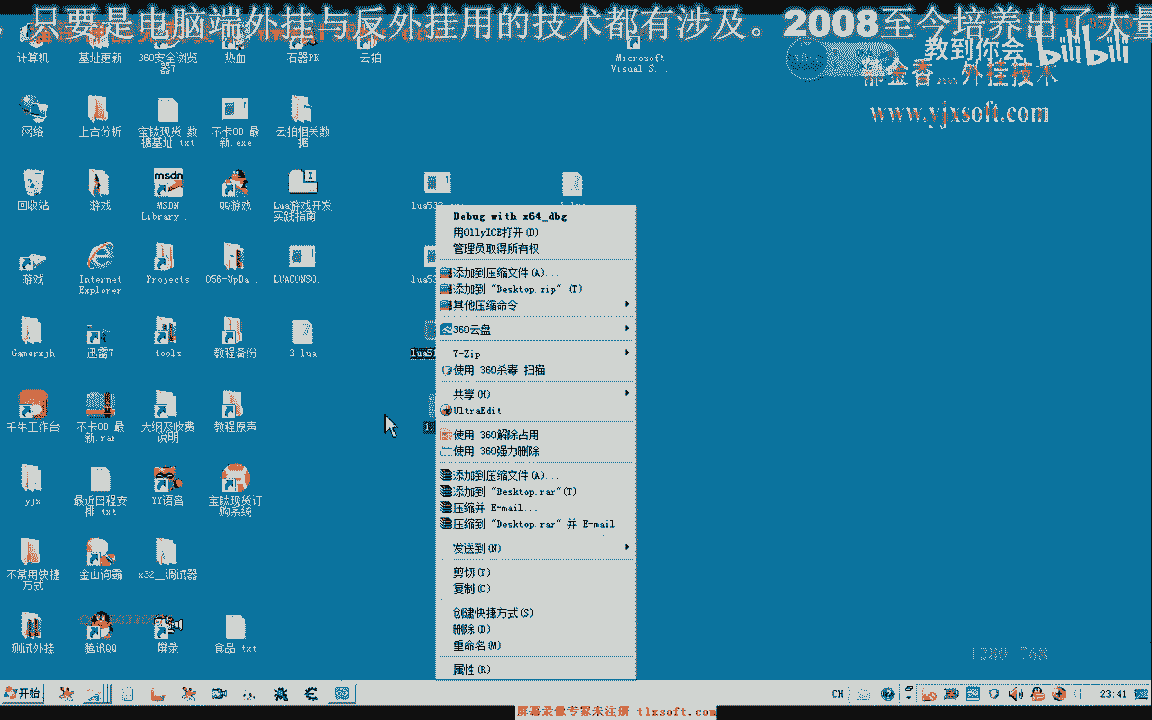 只要是电脑端外挂与反外挂用的技术都有涉及。2008至今培养出了大量
教到你会 bilibili
郁金香...外挂技术
www.yjxsoft.com
计算机
基址更新
360安全浏览器7
热血
石器PK
云拍
Microsoft Visual S...
网络
上古分析
不卡OD 最新.exe
云拍相关数据
回收站
游戏
MSDN Library ...
QQ游戏
Lua游戏开发实践指南
游戏
Internet Explorer
Projects
LUACONSO...
Gamerxjh
迅雷7
tools
教程备份
3.lua
千牛工作台
不卡OD 最新.rar
大纲及收费说明
教程原声
yjx
最近日程安排.txt
YY语音
宝钛现货订购系统
不常用快捷方式
金山词霸
x32__调试器
测试外挂
腾讯QQ
屏录
食品.txt
Debug with x64_dbg
用OllyICE打开(D)
管理员取得所有权
添加到压缩文件(A)...
添加到 "Desktop.zip" (T)
其他压缩命令
360云盘
7-Zip
使用 360杀毒 扫描
共享(H)
UltraEdit
使用 360解除占用
使用 360强力删除
添加到压缩文件(A)...
添加到 "Desktop.rar"(T)
压缩并 E-mail...
压缩到 "Desktop.rar" 并 E-mail
发送到(N)
剪切(T)
复制(C)
创建快捷方式(S)
删除(D)
重命名(M)
属性(R)
1280 768
开始
CH
23:41
屏幕录像专家未注册 tlxsoft.com